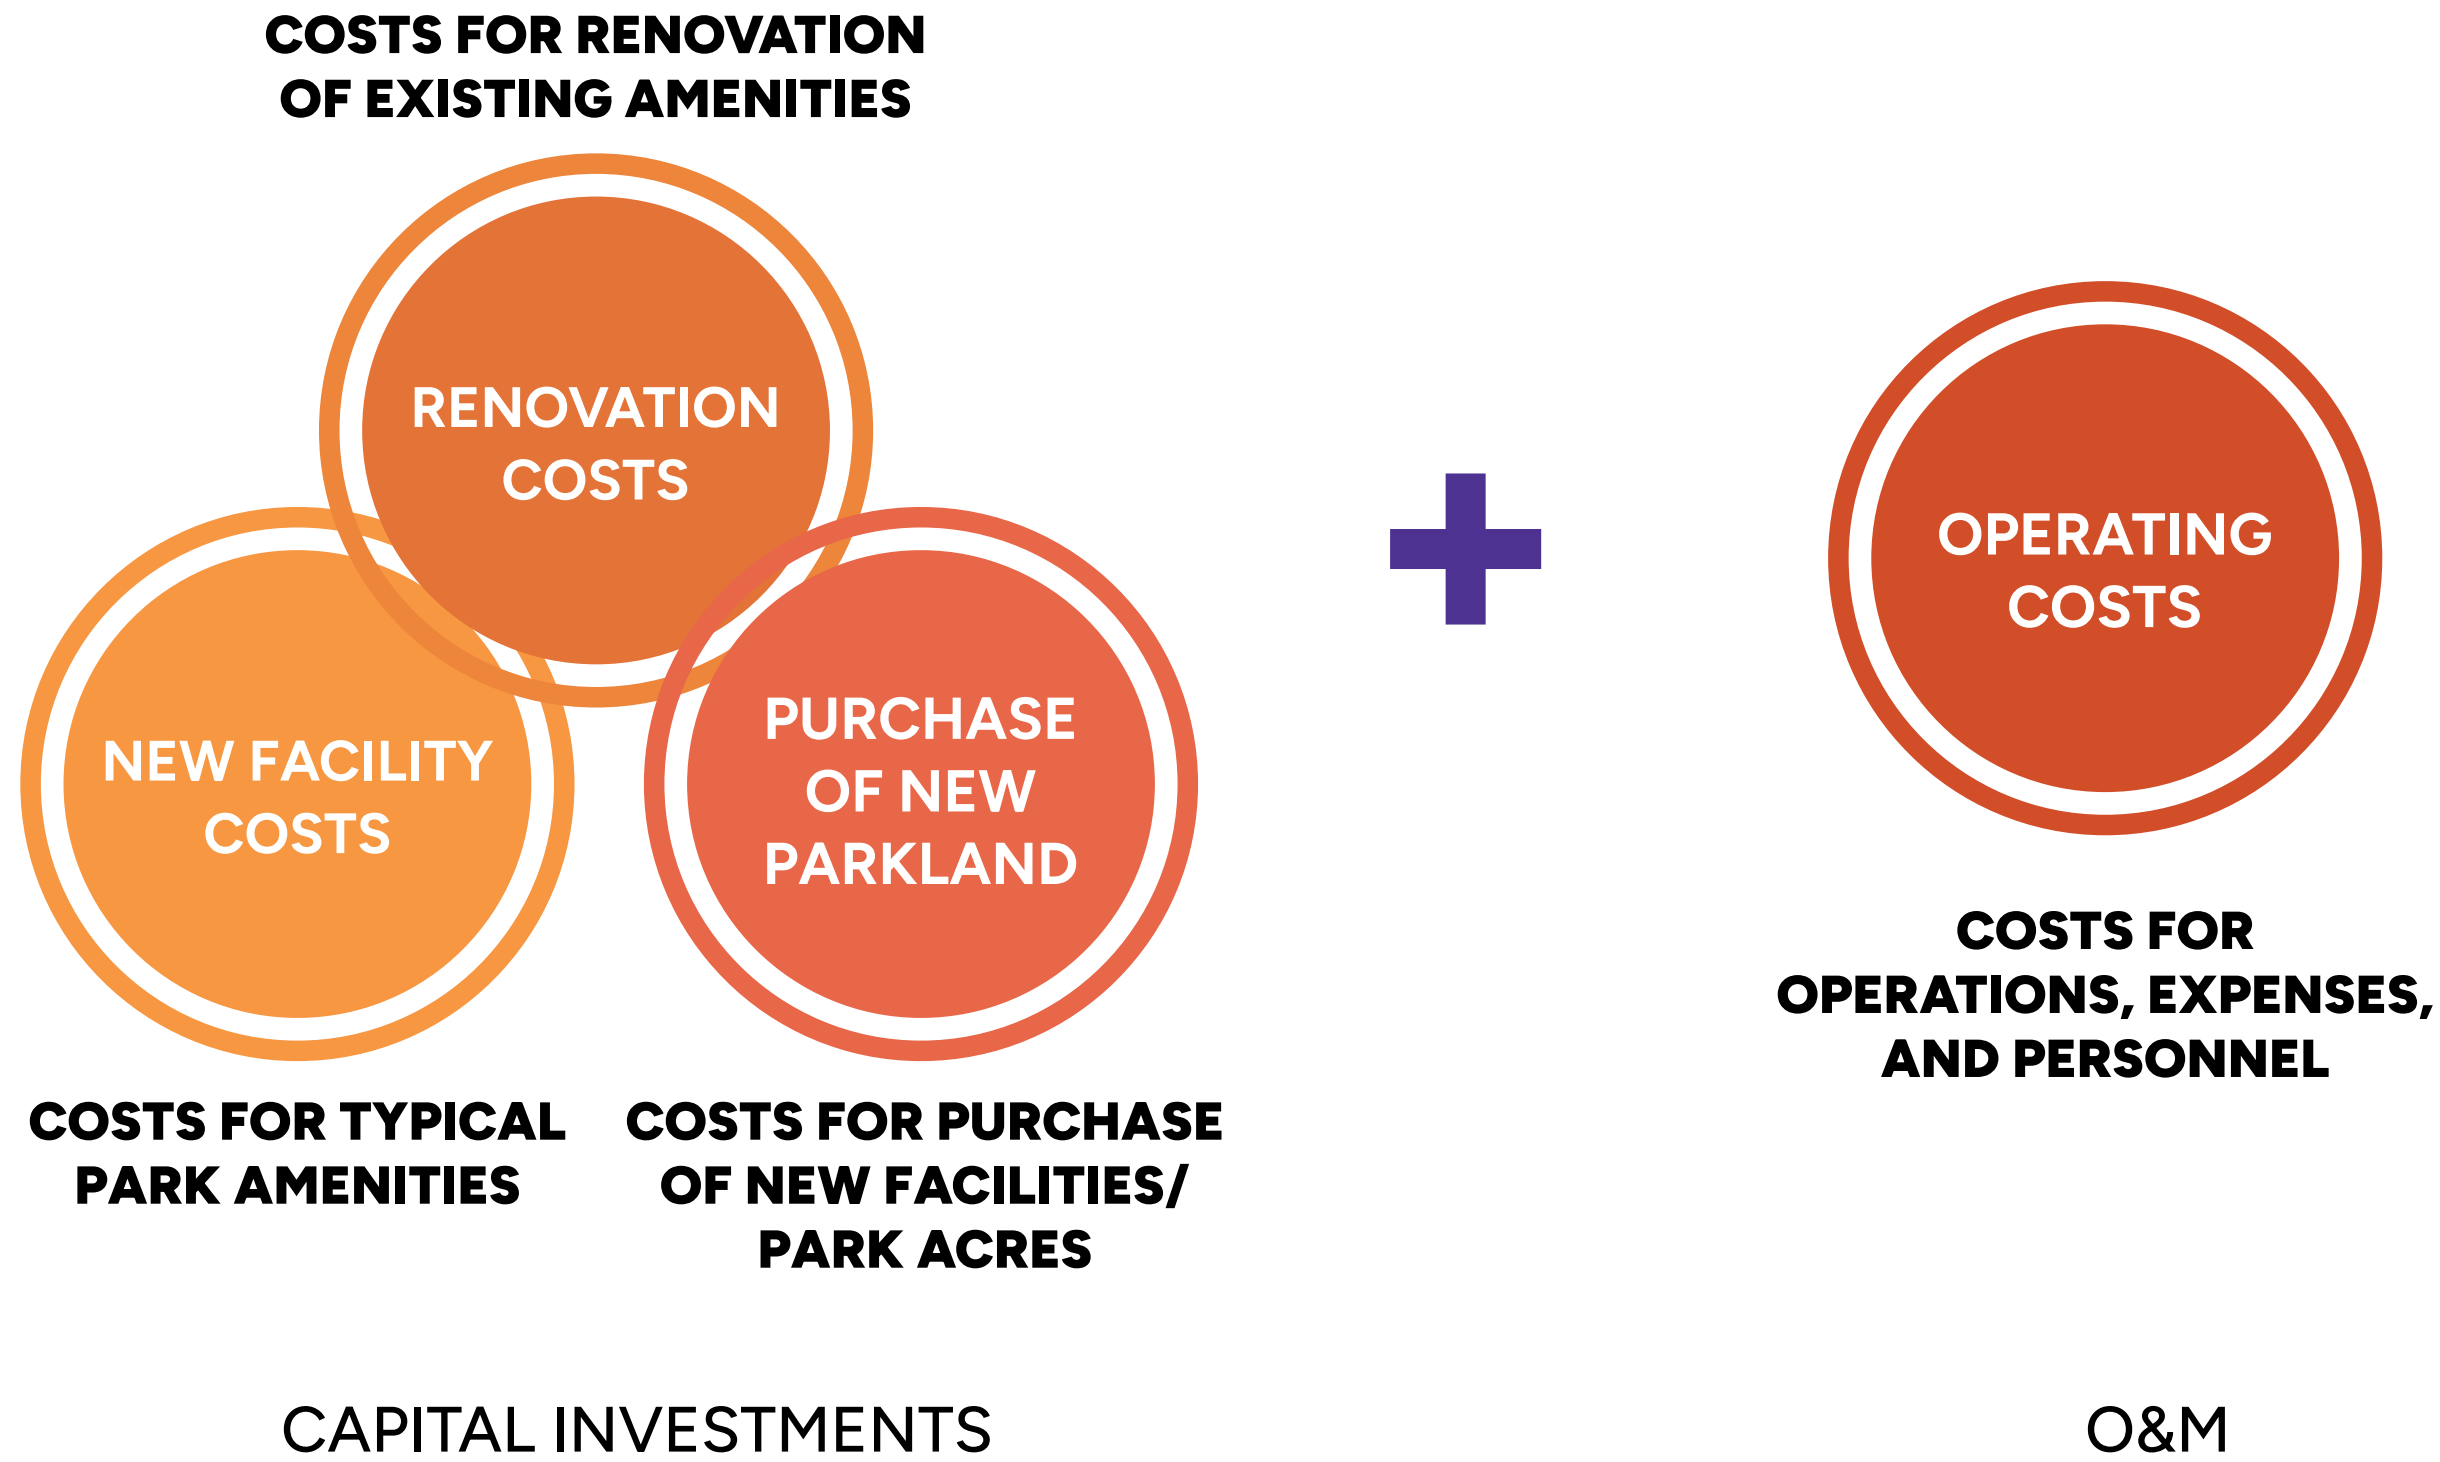 COSTS FOR RENOVATION
OF EXISTING AMENITIES
RENOVATION
COSTS
NEW FACILITY
COSTS
PURCHASE
OF NEW
PARKLAND
COSTS FOR TYPICAL
PARK AMENITIES
COSTS FOR PURCHASE
OF NEW FACILITIES/
PARK ACRES
CAPITAL INVESTMENTS
+
OPERATING
COSTS
COSTS FOR
OPERATIONS, EXPENSES,
AND PERSONNEL
O&M